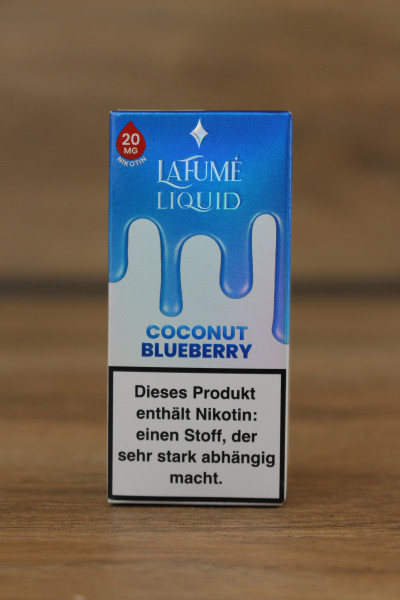 20
MG
NIKOTIN
LAFUMÉ
LIQUID
COCONUT
BLUEBERRY
Dieses Produkt
enthält Nikotin:
einen Stoff, der
sehr stark abhängig
macht.